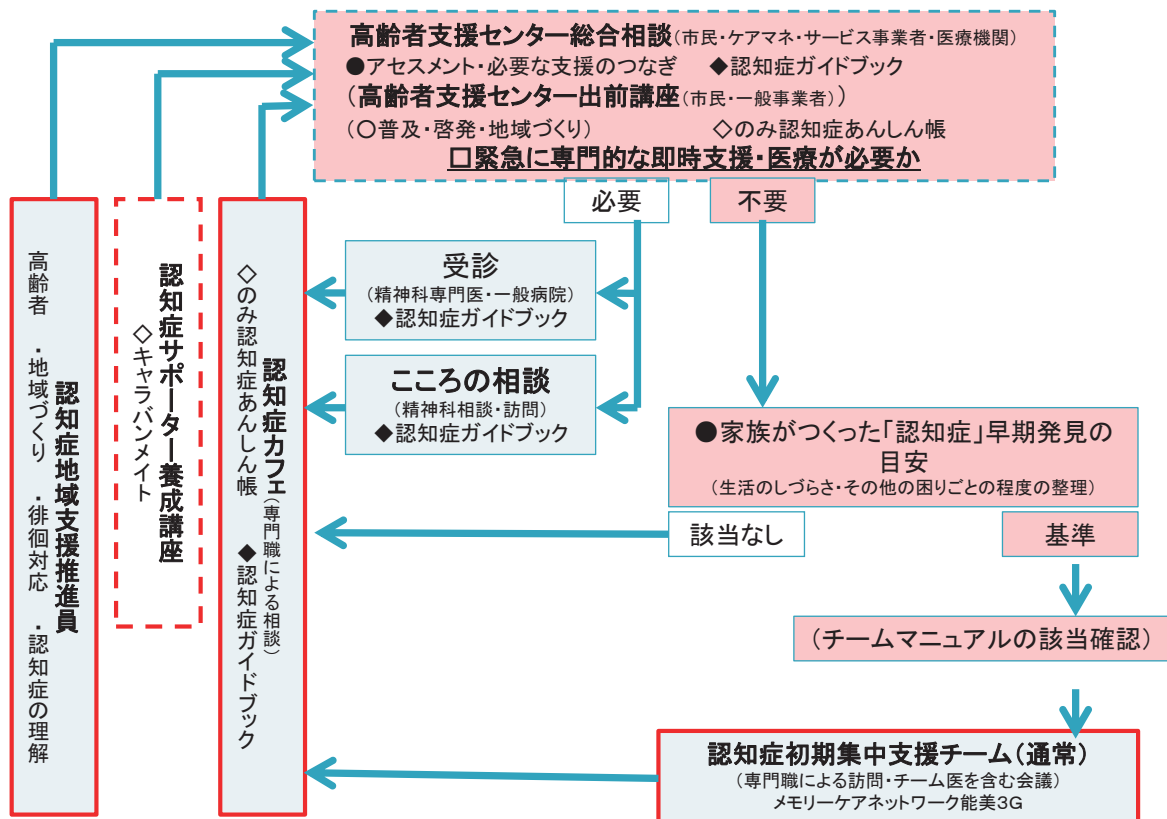 高齢者支援センター総合相談(市民・ケアマネ・サービス事業者・医療機関)
●アセスメント・必要な支援のつなぎ ◆認知症ガイドブック
(高齢者支援センター出前講座(市民・一般事業者))
(〇普及・啓発・地域づくり) ◇のみ認知症あんしん帳
□緊急に専門的な即時支援・医療が必要か
必要
不要
受診
(精神科専門医・一般病院)
◆認知症ガイドブック
こころの相談
(精神科相談・訪問)
◆認知症ガイドブック
●家族がつくった「認知症」早期発見の
目安
(生活のしづらさ・その他の困りごとの程度の整理)
該当なし
基準
(チームマニュアルの該当確認)
認知症初期集中支援チーム(通常)
(専門職による訪問・チーム医を含む会議)
メモリーケアネットワーク能美3G
認知症カフェ(専門職による相談)
◇のみ認知症あんしん帳 ◆認知症ガイドブック
認知症サポーター養成講座
◇キャラバンメイト
認知症地域支援推進員
高齢者 ・地域づくり ・徘徊対応 ・認知症の理解